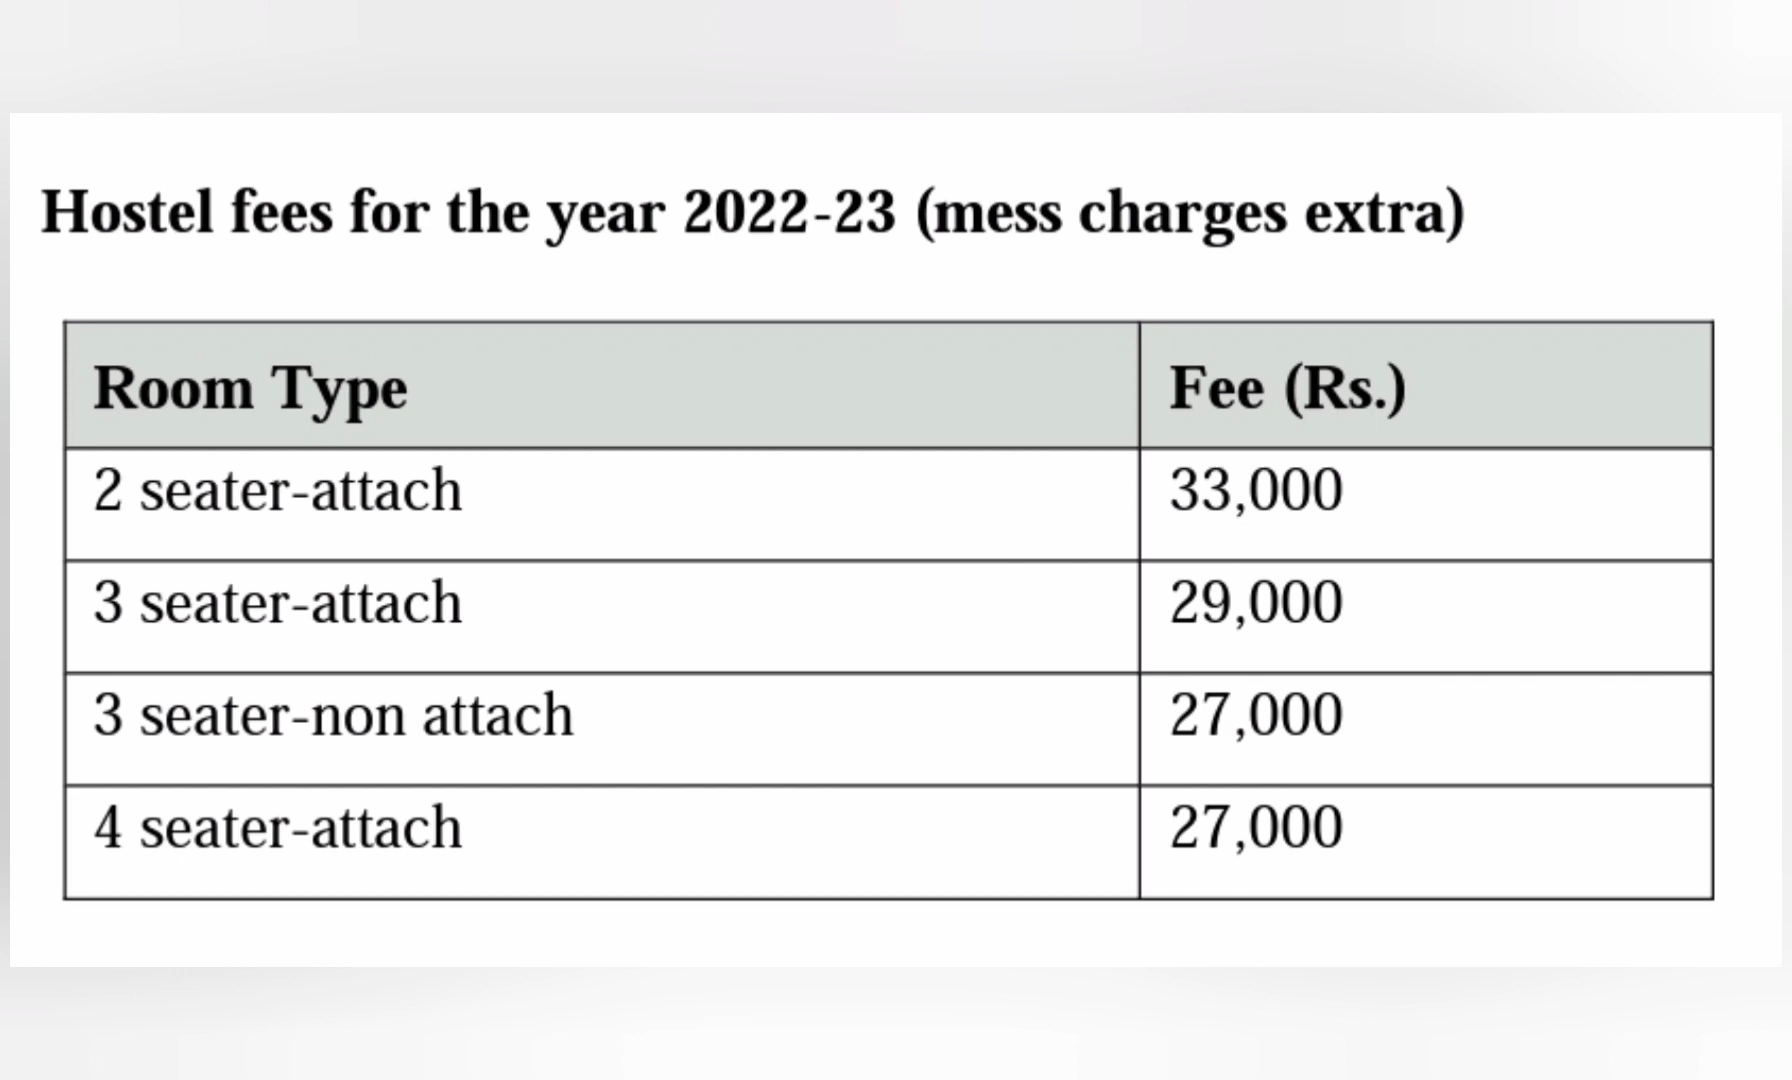 Hostel fees for the year 2022-23 (mess charges extra)
Room Type Fee (Rs.)
2 seater-attach 33,000
3 seater-attach 29,000
3 seater-non attach 27,000
4 seater-attach 27,000